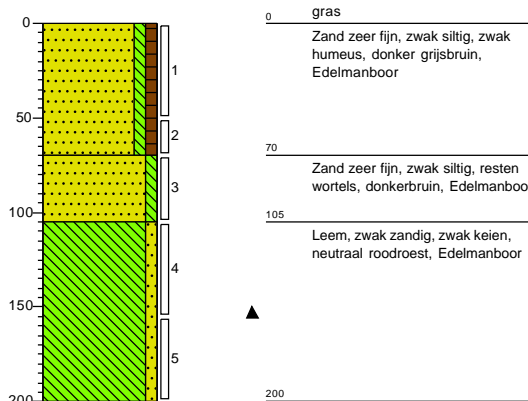 0
50
100
150
200
1
2
3
4
5
0
gras
Zand zeer fijn, zwak siltig, zwak
humeus, donker grijsbruin,
Edelmanboor
70
Zand zeer fijn, zwak siltig, resten
wortels, donkerbruin, Edelmanboo
105
Leem, zwak zandig, zwak keien,
neutraal roodroest, Edelmanboor
200